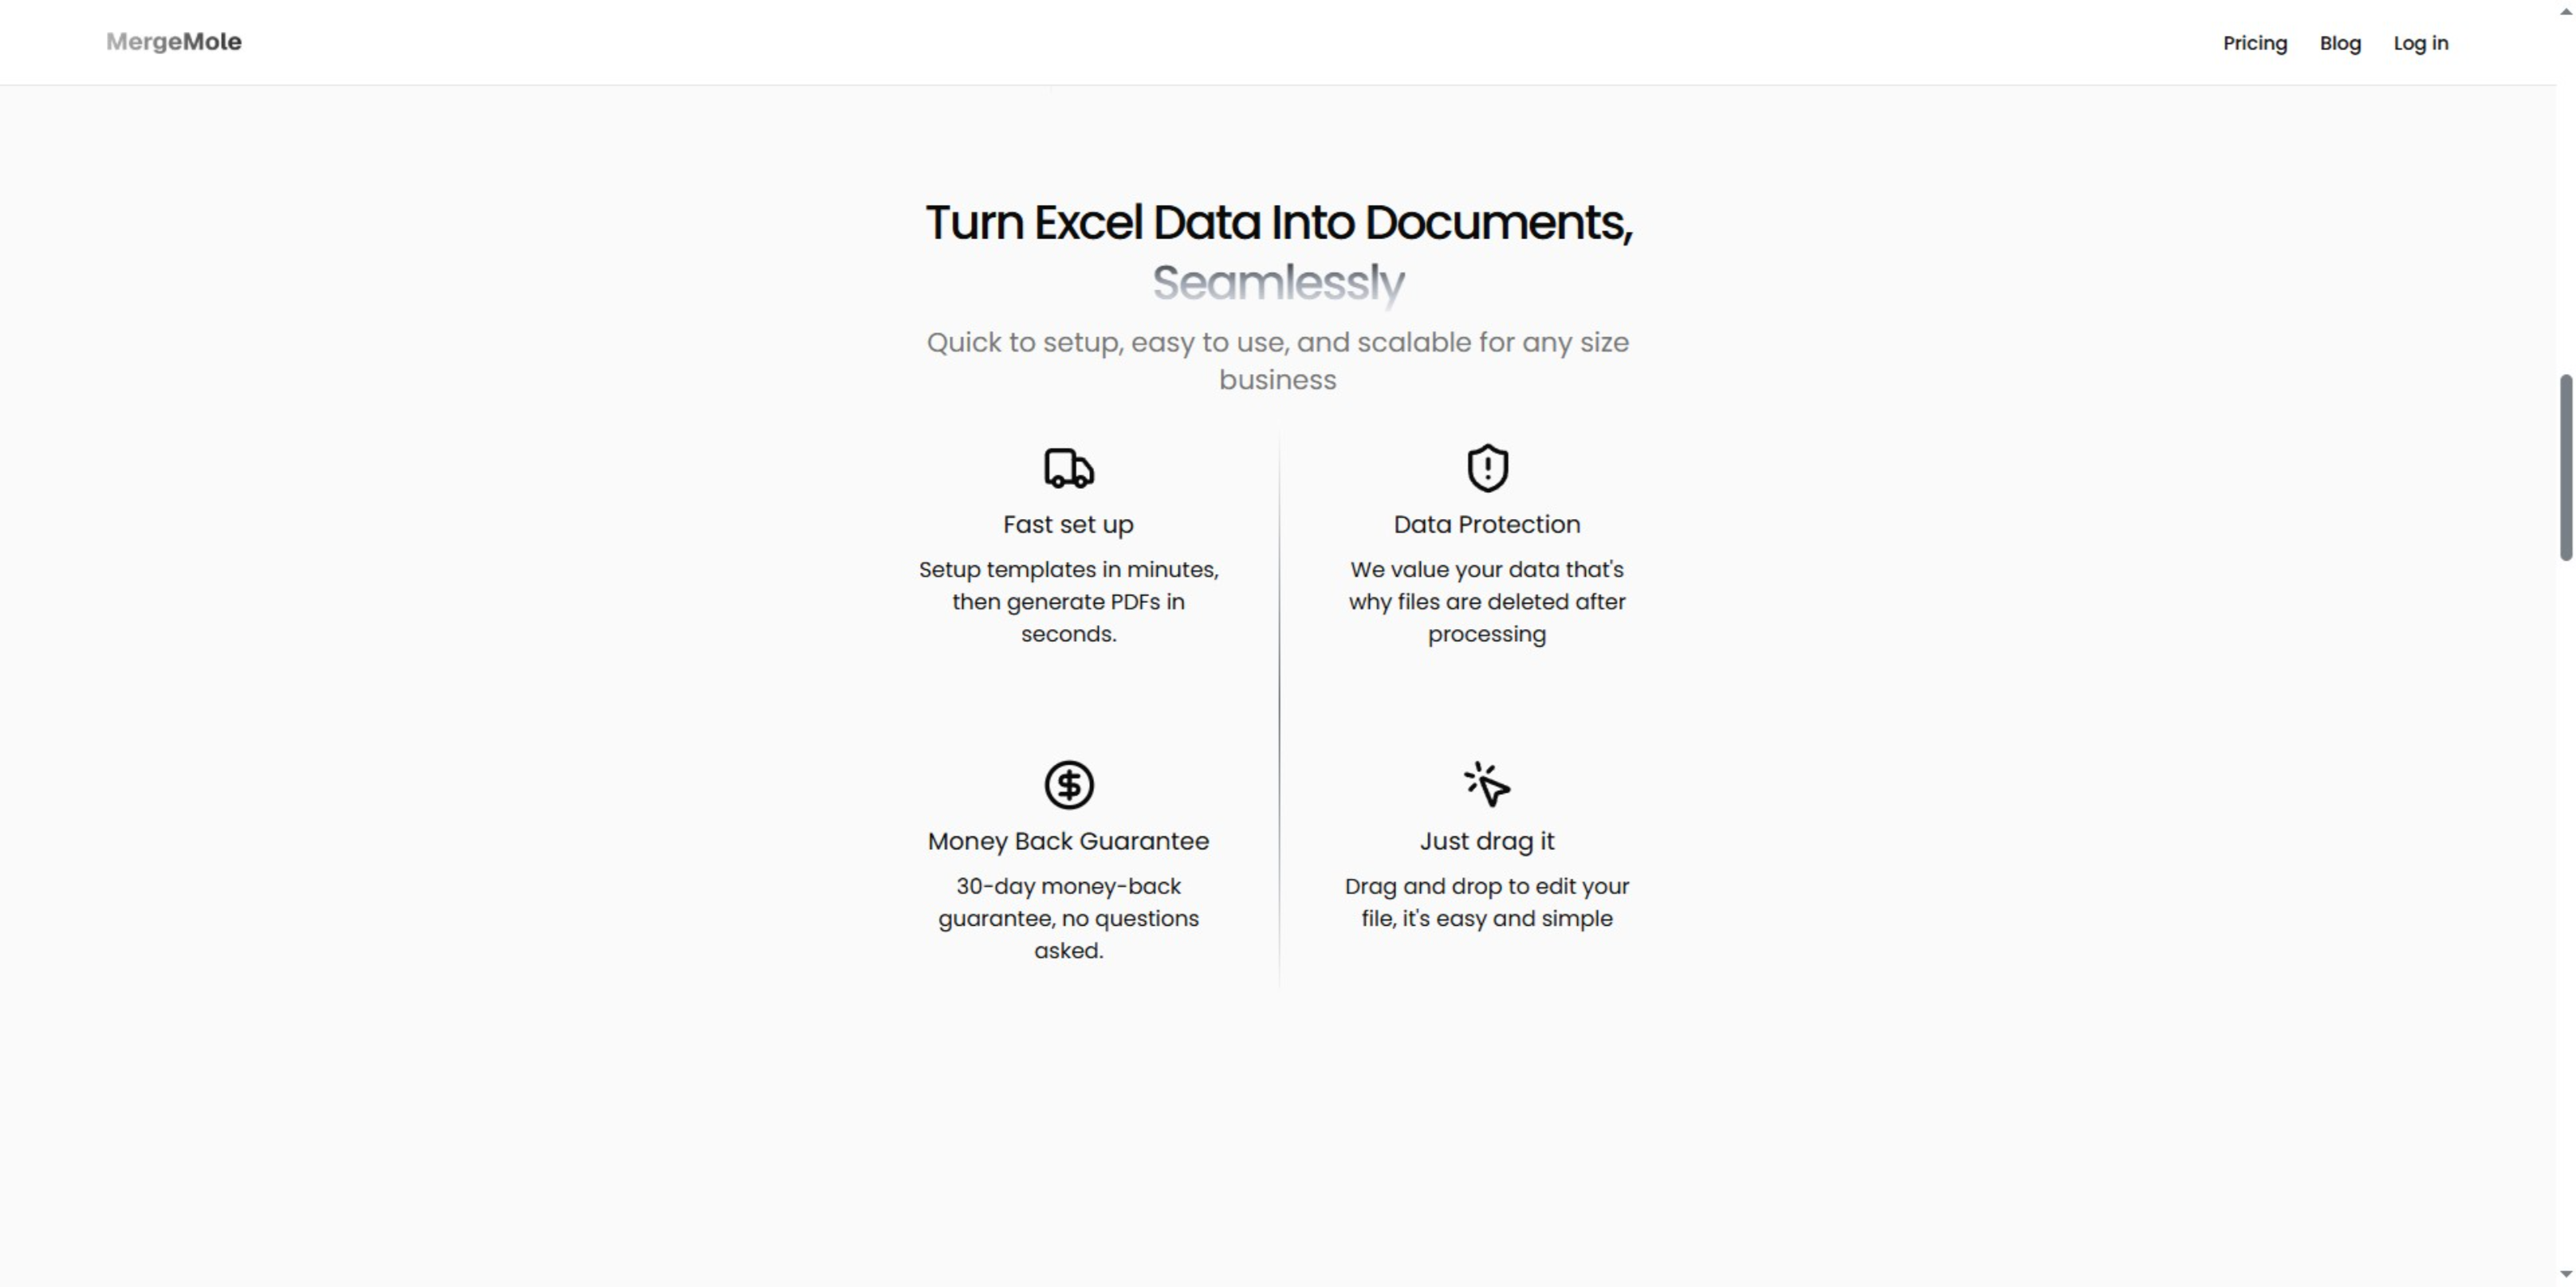 MergeMole
Pricing
Blog
Log in
Turn Excel Data Into Documents,
Seamlessly
Quick to setup, easy to use, and scalable for any size
business
Fast set up
Setup templates in minutes,
then generate PDFs in
seconds.
Data Protection
We value your data that's
why files are deleted after
processing
Money Back Guarantee
30-day money-back
guarantee, no questions
asked.
Just drag it
Drag and drop to edit your
file, it's easy and simple